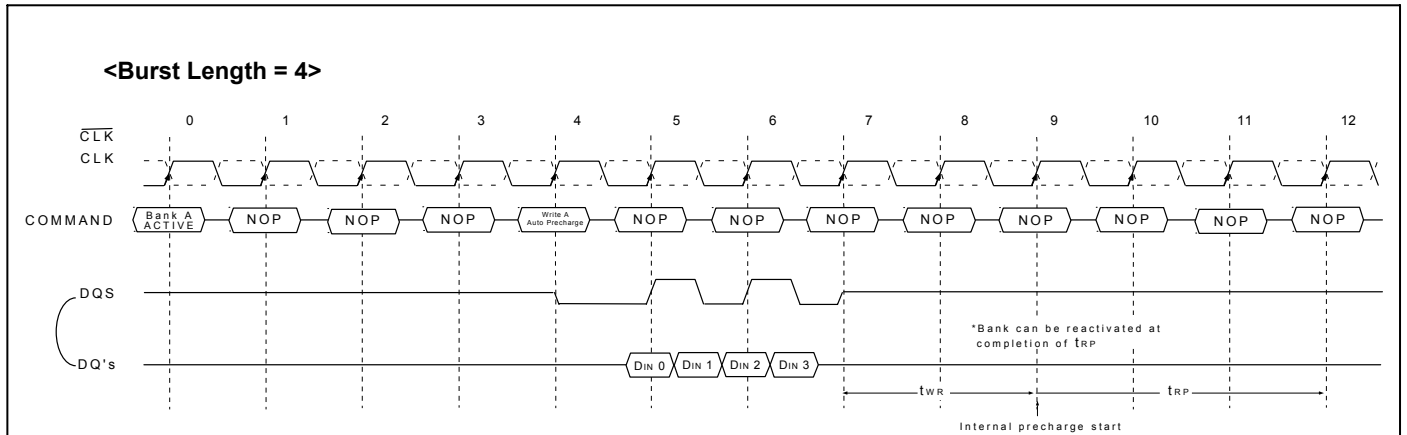 <Burst Length = 4>
0 1 2 3 4 5 6 7 8 9 10 11 12
CLK
CLK
COMMAND
Bank A
ACTIVE
NOP NOP NOP
Write A
Auto Precharge
NOP NOP NOP NOP NOP NOP NOP NOP
DQS
*Bank can be reactivated at
completion of tRP
DQ's
DIN 0 DIN 1 DIN 2 DIN 3
tWR tRP
Internal precharge start